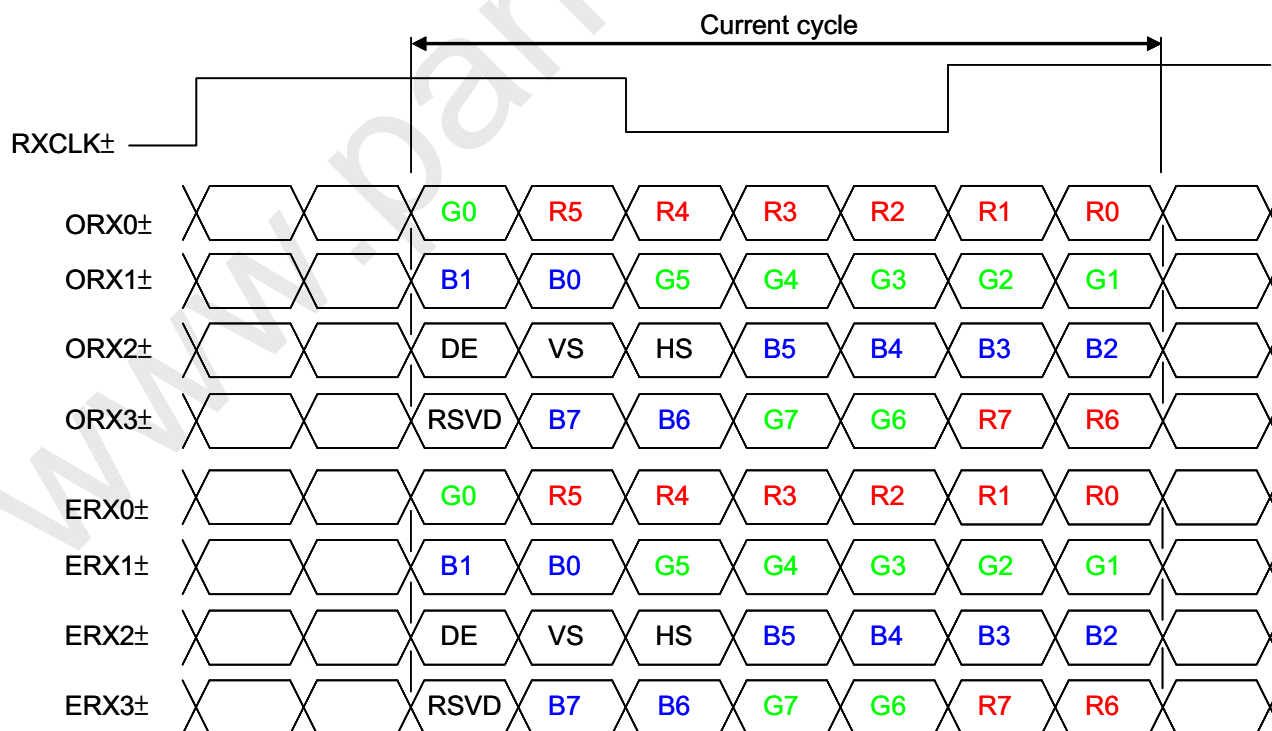 Current cycle
RXCLK±
ORX0± G0 R5 R4 R3 R2 R1 R0
ORX1± B1 B0 G5 G4 G3 G2 G1
ORX2± DE VS HS B5 B4 B3 B2
ORX3± RSVD B7 B6 G7 G6 R7 R6
ERX0± G0 R5 R4 R3 R2 R1 R0
ERX1± B1 B0 G5 G4 G3 G2 G1
ERX2± DE VS HS B5 B4 B3 B2
ERX3± RSVD B7 B6 G7 G6 R7 R6
www.pan